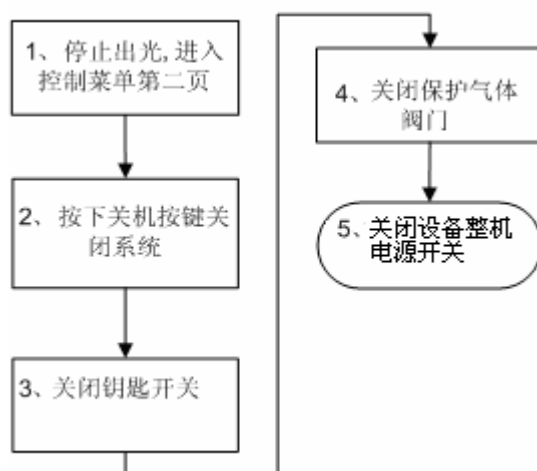 1、停止出光,进入
控制菜单第二页
2、按下关机按键关
闭系统
3、关闭钥匙开关
4、关闭保护气体
阀门
5、关闭设备整机
电源开关